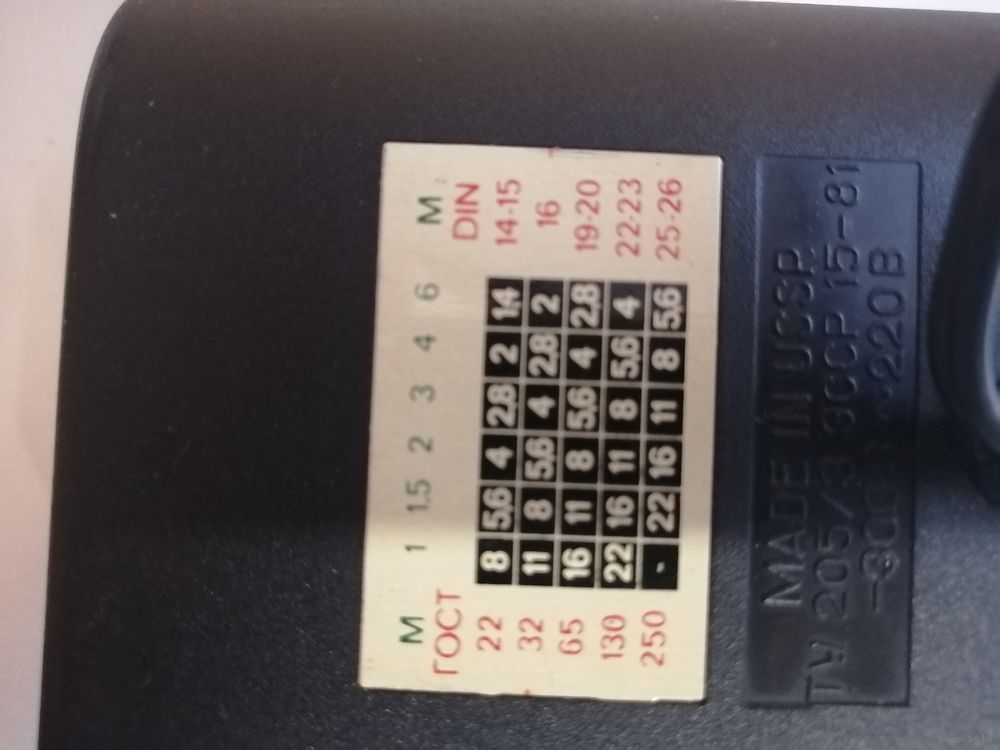 М 1 1,5 2 3 4 6 М
ГОСТ DIN
22 8 5,6 4 2,8 2 1,4 14-15
32 11 8 5,6 4 2,8 2 16
65 16 11 8 5,6 4 2,8 19-20
130 22 16 11 8 5,6 4 22-23
250 - 22 16 11 8 5,6 25-26
MADE IN USSR
ТУ 205/3 СССР 15-81
220В